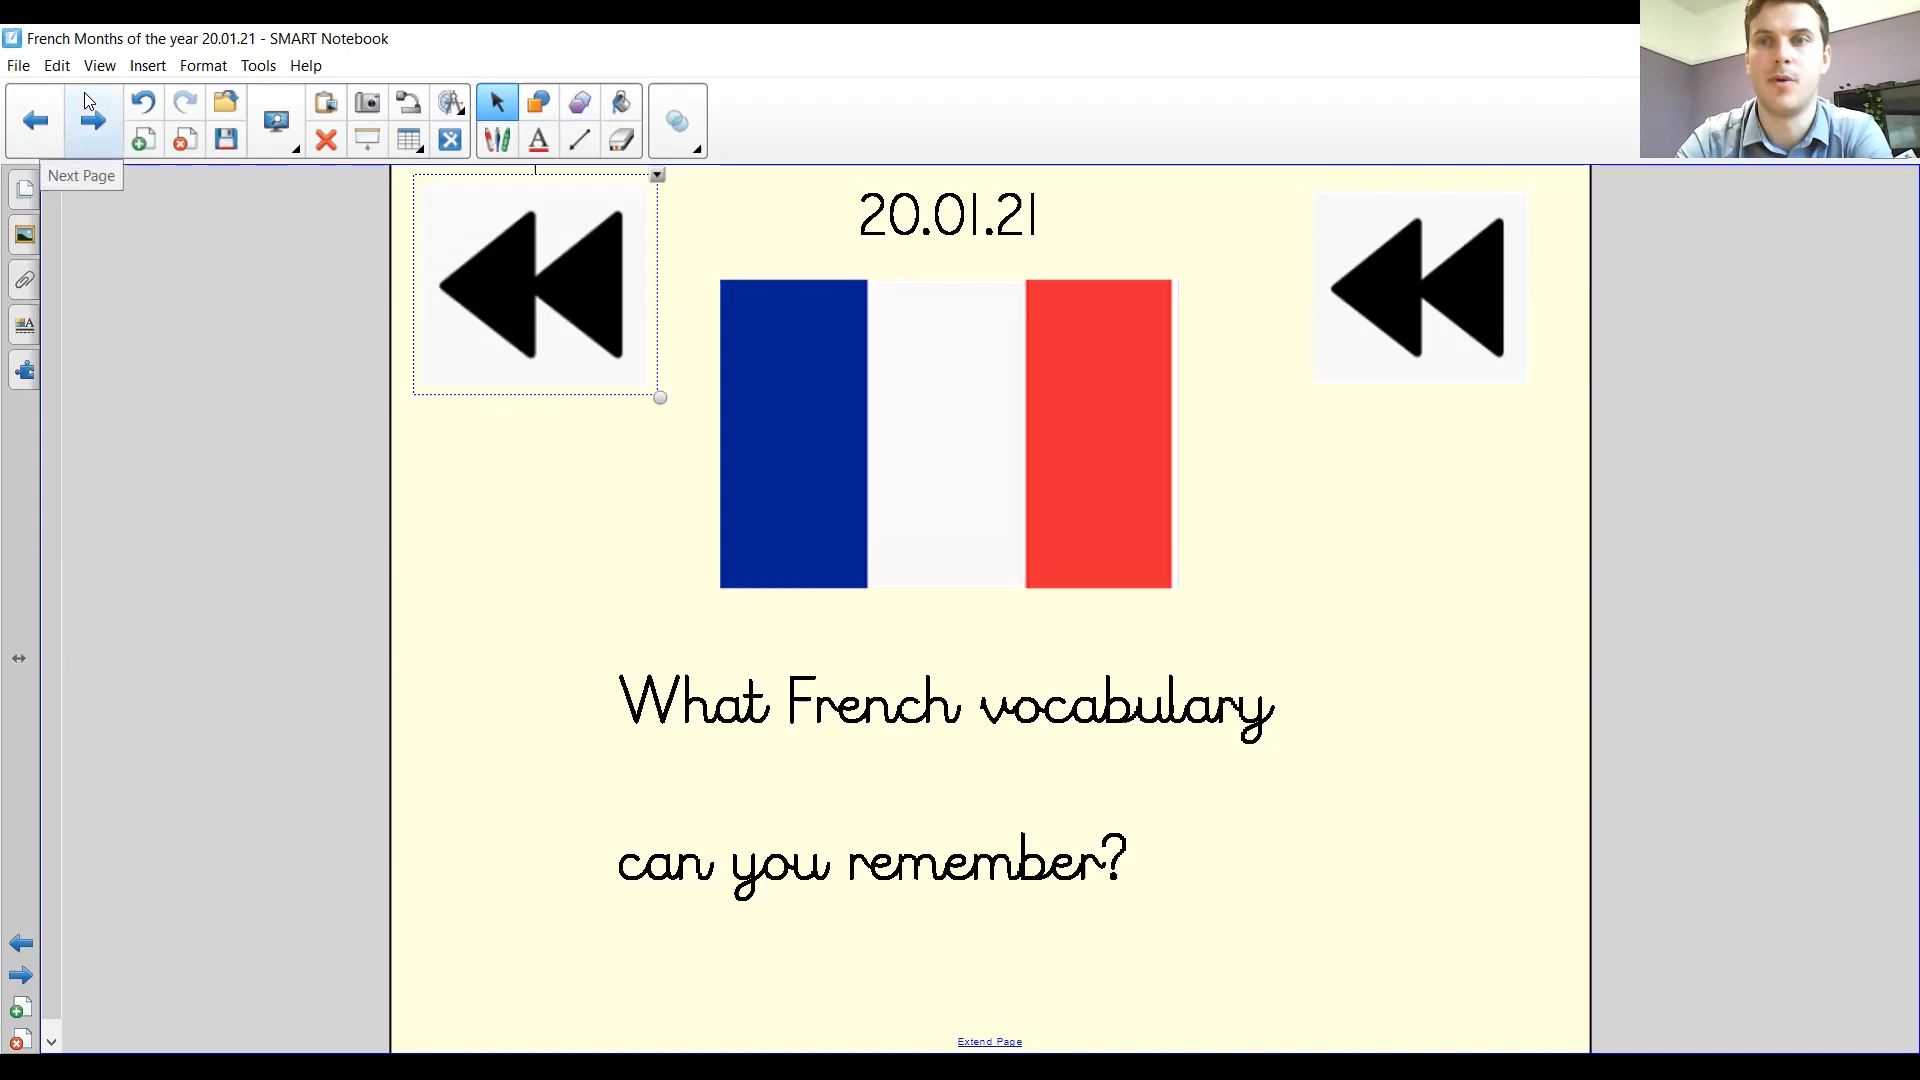 French Months of the year 20.01.21 - SMART Notebook
File Edit View Insert Format Tools Help
Next Page
20.01.21
What French vocabulary
can you remember?
Extend Page